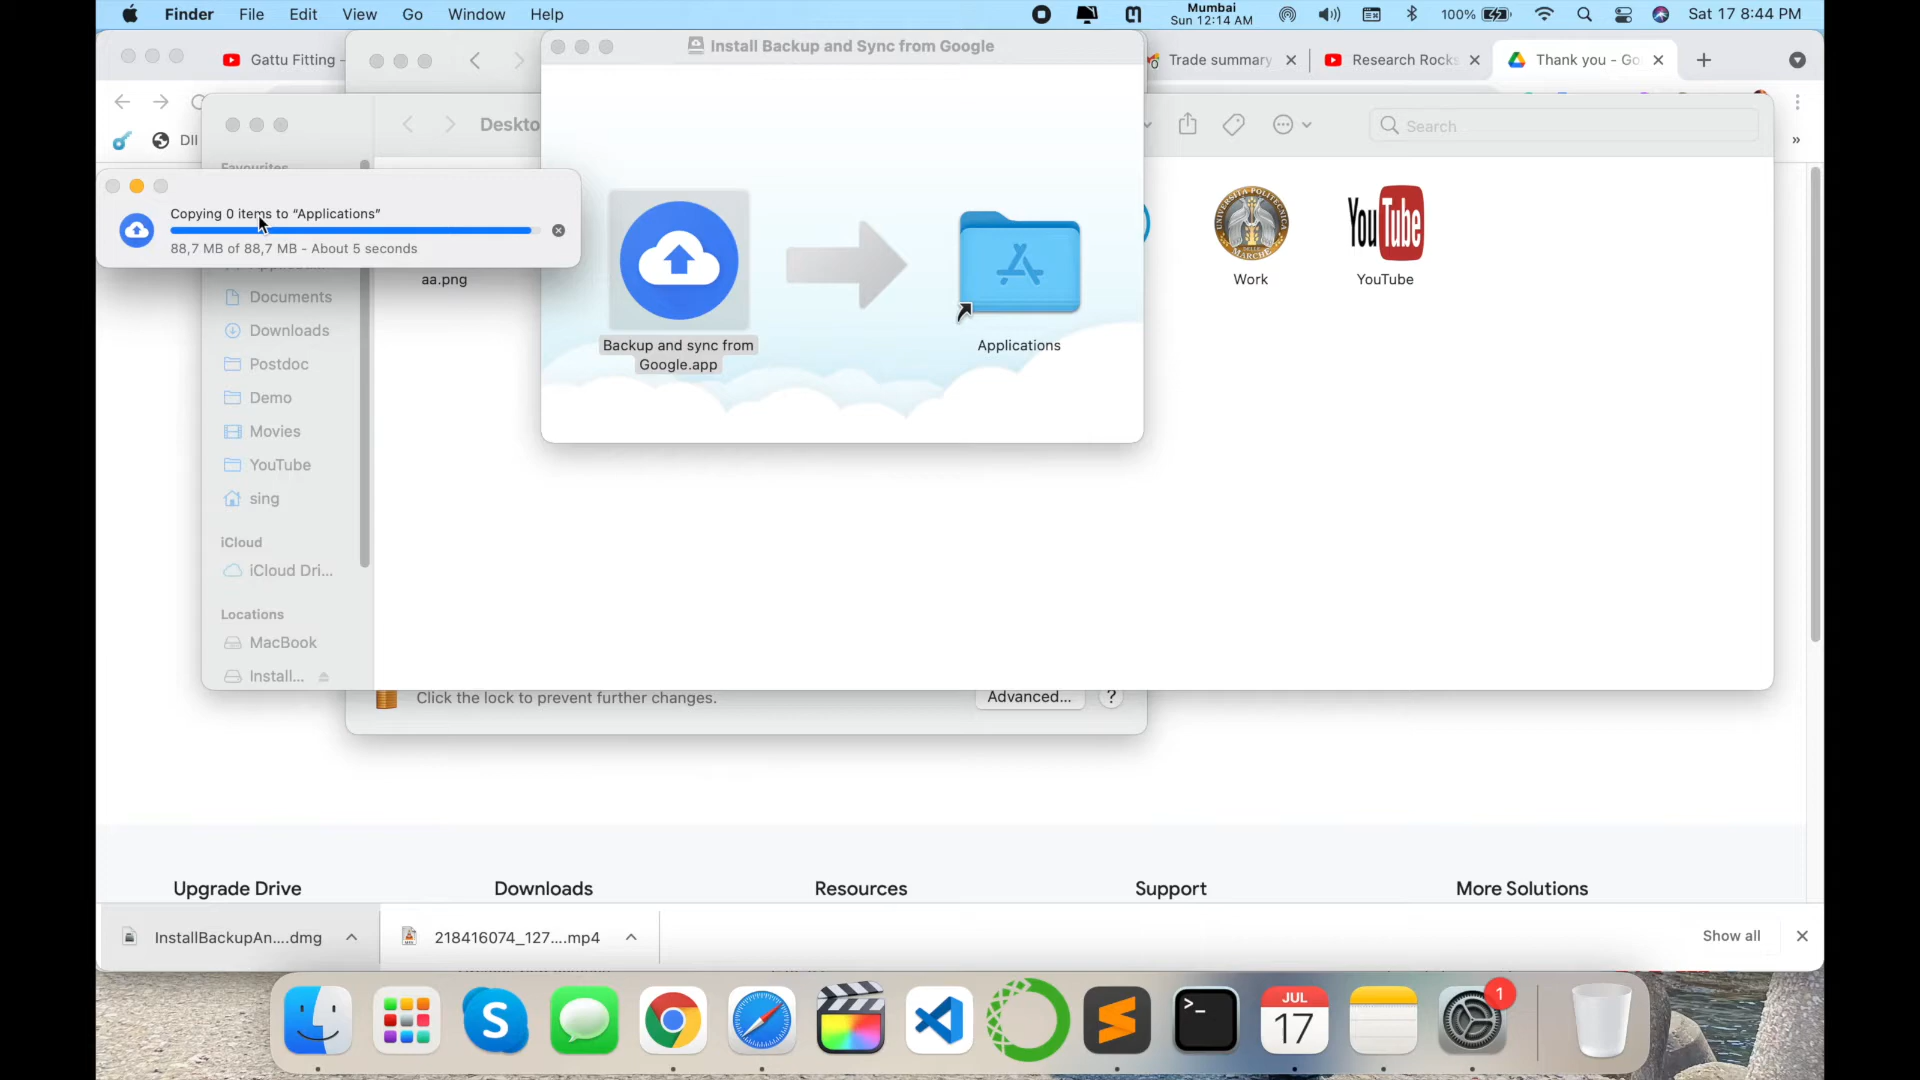 Finder File Edit View Go Window Help
Mumbai
Sun 12:14 AM
100%
Sat 17 8:44 PM
Gattu Fitting -
Install Backup and Sync from Google
Trade summary
Research Rocks
Thank you - Go
Dll
Deskto
Search
Favourites
Copying 0 items to “Applications”
88,7 MB of 88,7 MB - About 5 seconds
aa.png
Backup and sync from
Google.app
Applications
Work
YouTube
YouTube
Documents
Downloads
Postdoc
Demo
Movies
YouTube
sing
iCloud
iCloud Dri...
Locations
MacBook
Install...
Click the lock to prevent further changes.
Advanced...
?
Upgrade Drive
Downloads
Resources
Support
More Solutions
InstallBackupAn....dmg
218416074_127....mp4
Show all
S
>_
JUL
17
1